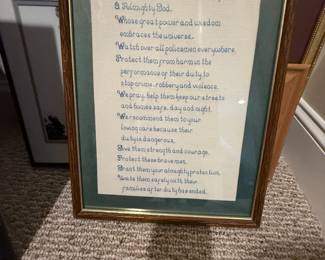 O Almighty God,
Whose great power and wisdom
embraces the universe.
Watch over all policemen everywhere.
Protect them from harm in the
performance of their duty to
stop crime, robbery and violence.
We pray, help them keep our streets
and homes safe, day and night.
We recommend them to your
loving care because their
duty is dangerous.
Give them strength and courage.
Protect these brave men.
Grant them your almighty protection,
Unite them safely with their
families after duty has ended.